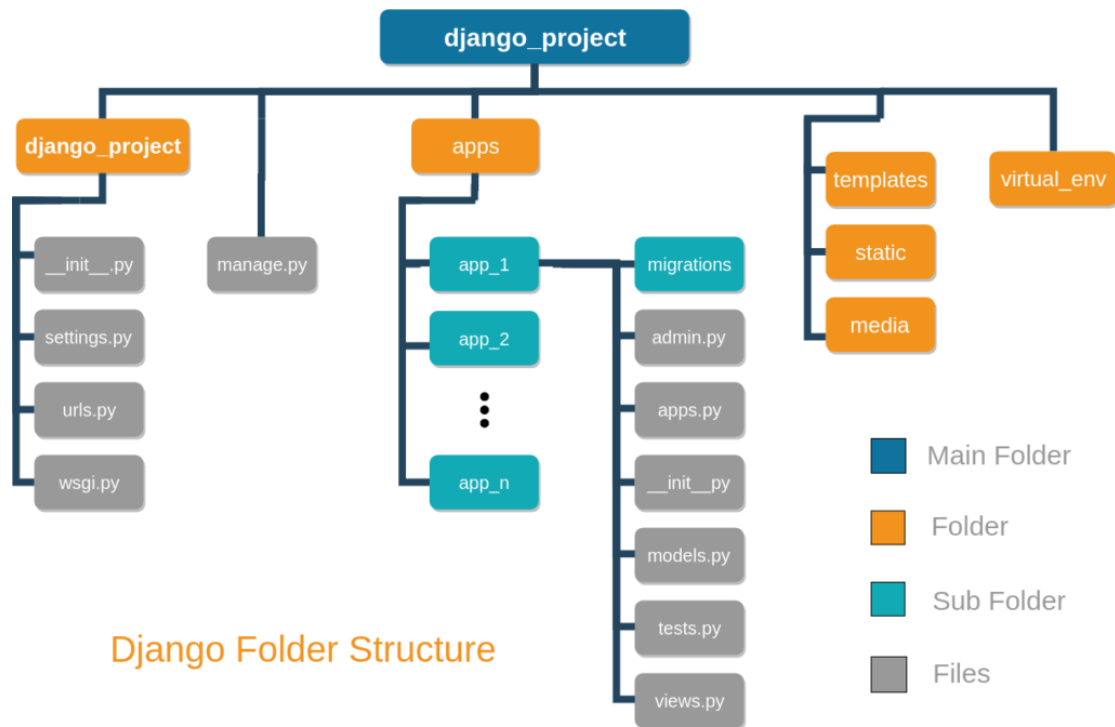 django_project
django_project
apps
templates
virtual_env
static
media
__init__.py
manage.py
settings.py
urls.py
wsgi.py
app_1
app_2
app_n
migrations
admin.py
apps.py
__init__py
models.py
tests.py
views.py
Main Folder
Folder
Sub Folder
Files
Django Folder Structure